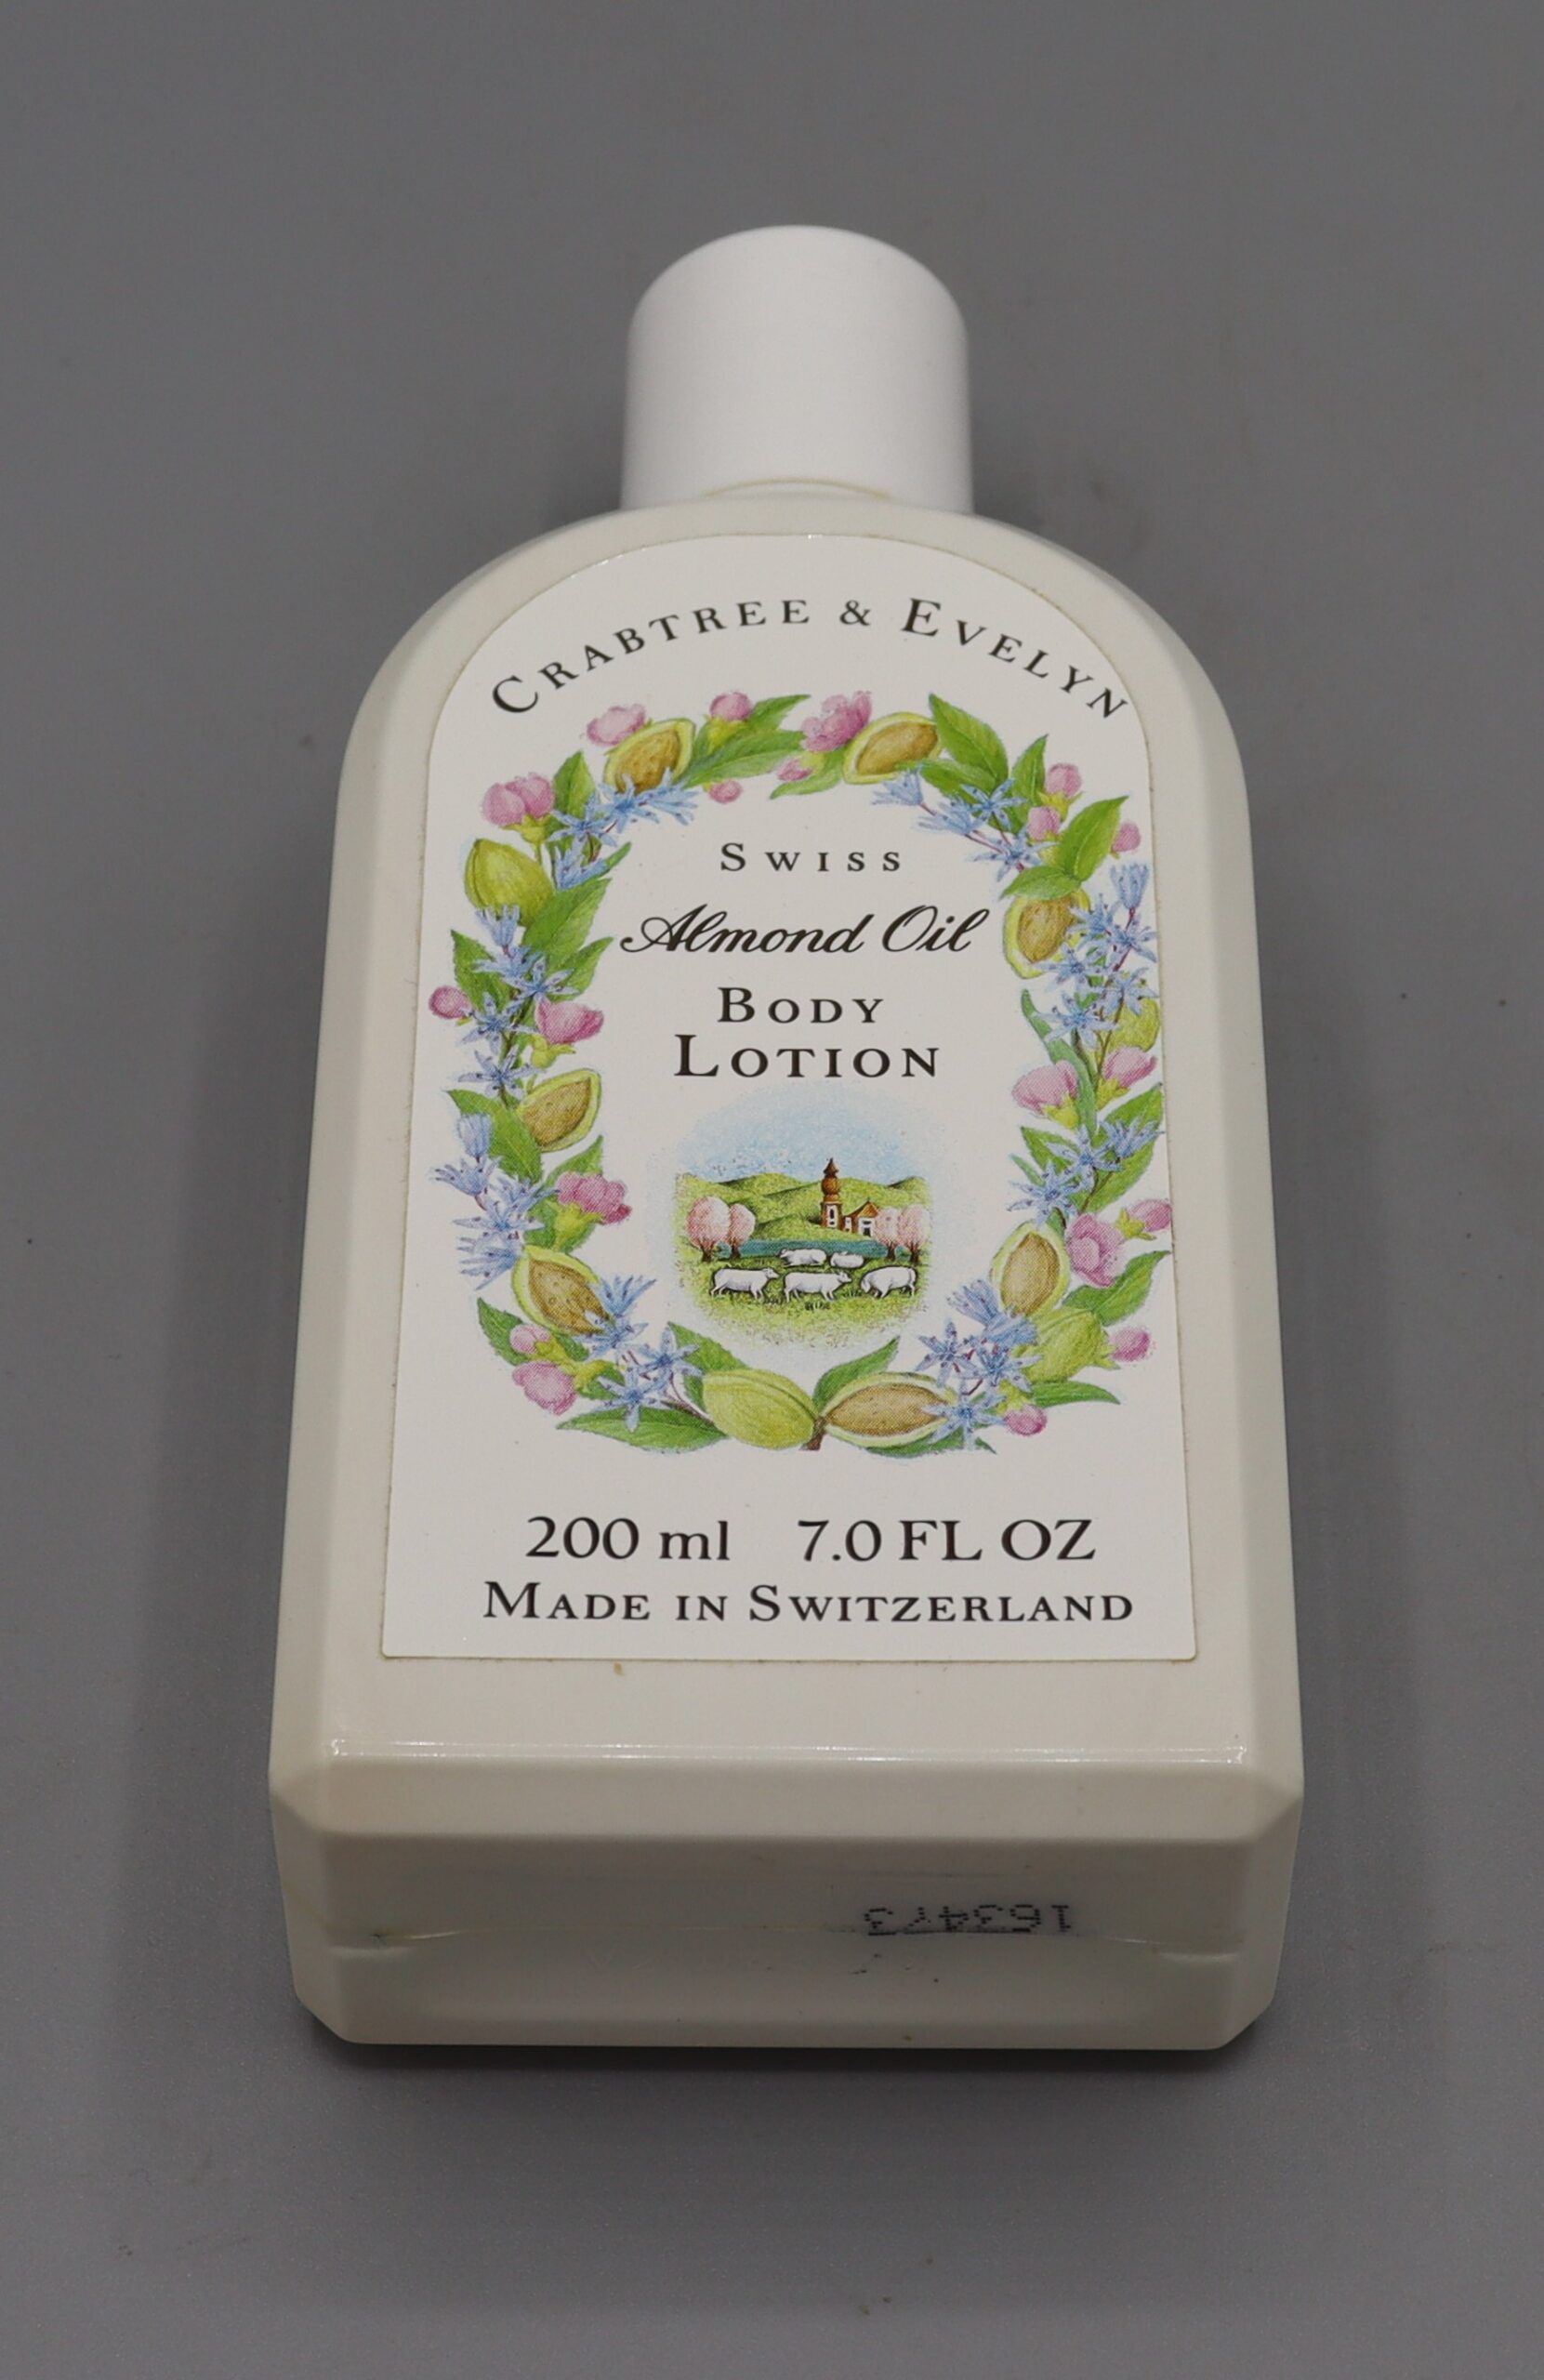 CRABTREE & EVELYN
SWISS
Almond Oil
BODY
LOTION
200 ml 7.0 FL OZ
MADE IN SWITZERLAND
163473